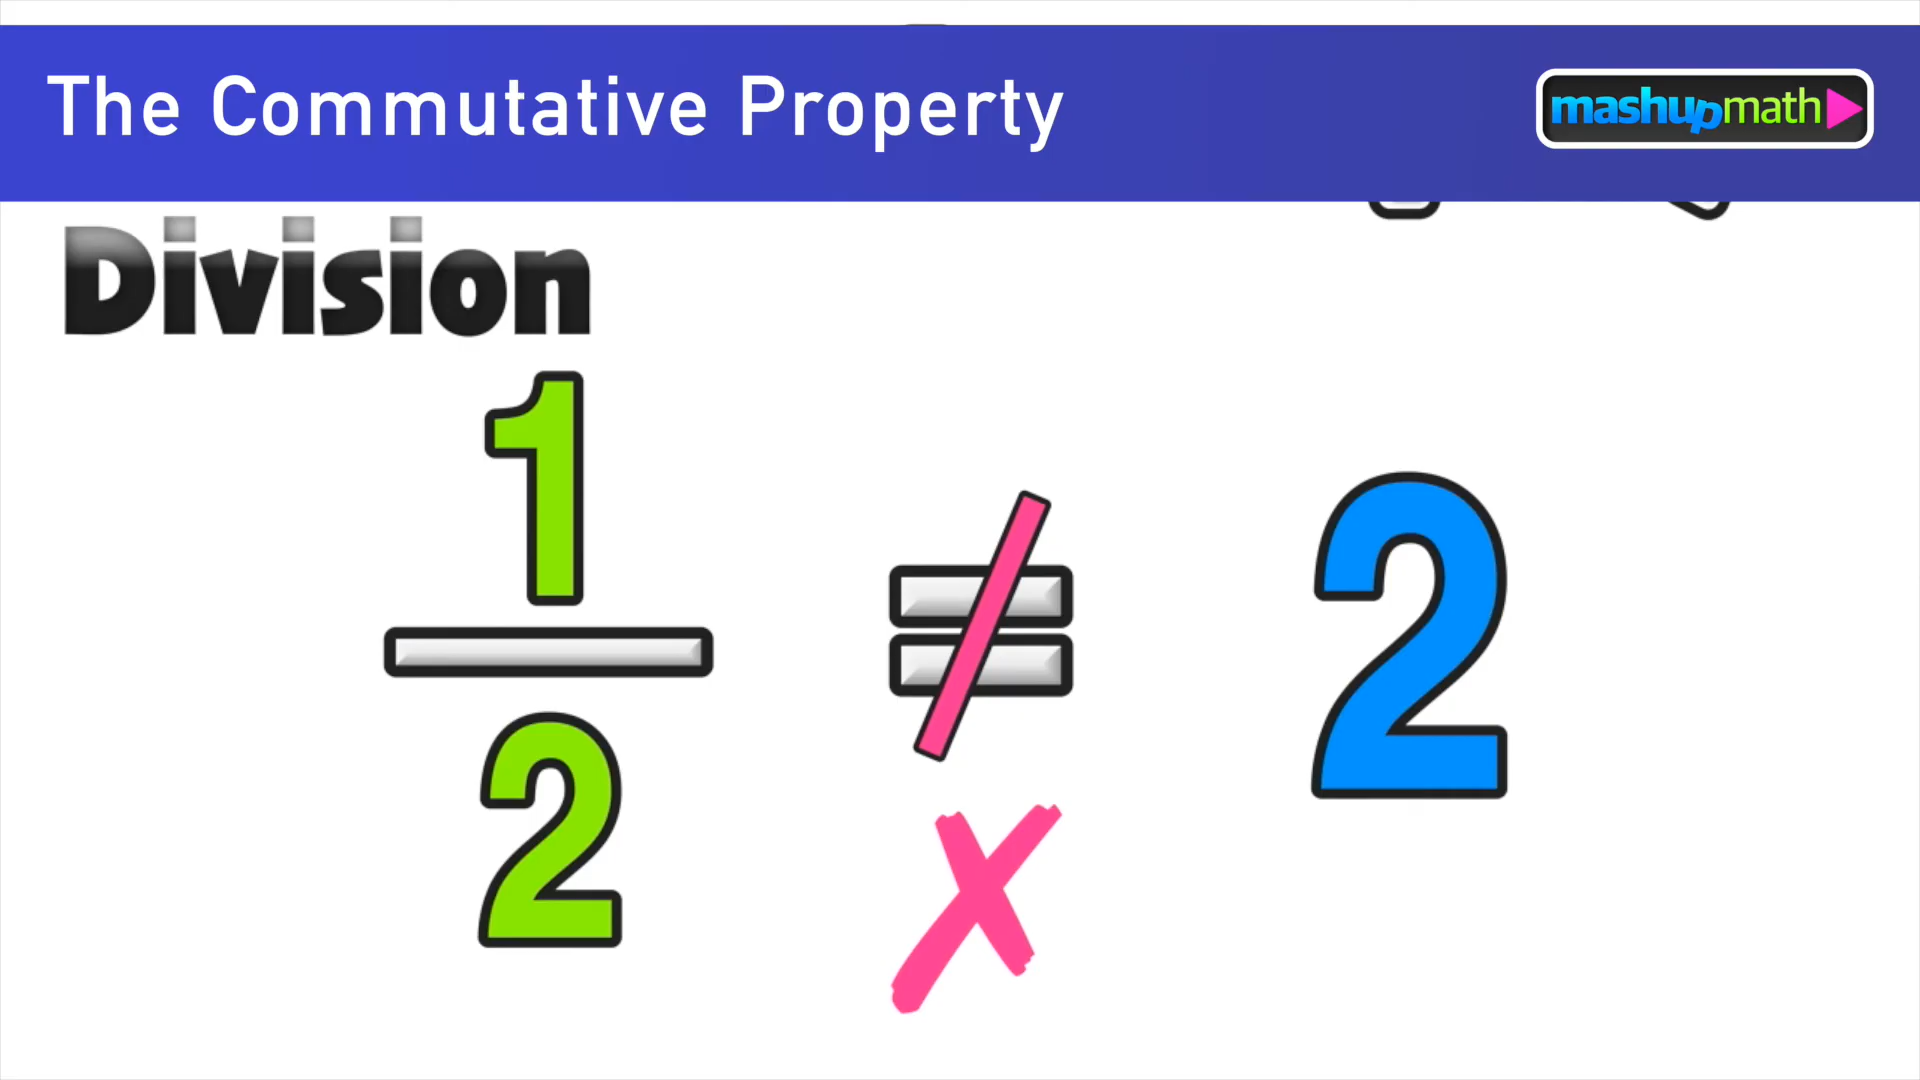 The Commutative Property
mashupmath
Division
1
≠ 2
2